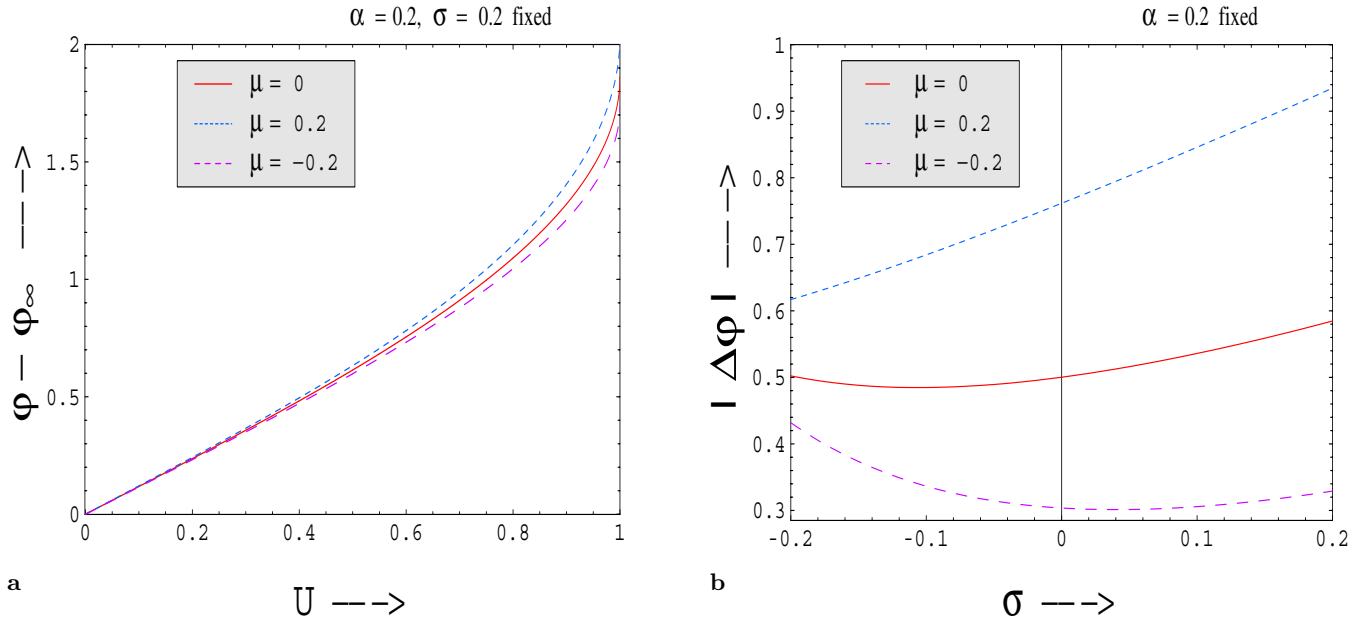 α = 0.2, σ = 0.2 fixed
φ − φ∞ −−−>
2
1.5
1
0.5
0
μ = 0
μ = 0.2
μ = −0.2
0
0.2
0.4
0.6
0.8
1
a
U −−−>
α = 0.2 fixed
| Δφ | −−−>
1
0.9
0.8
0.7
0.6
0.5
0.4
0.3
μ = 0
μ = 0.2
μ = −0.2
-0.2
-0.1
0
0.1
0.2
b
σ −−−>